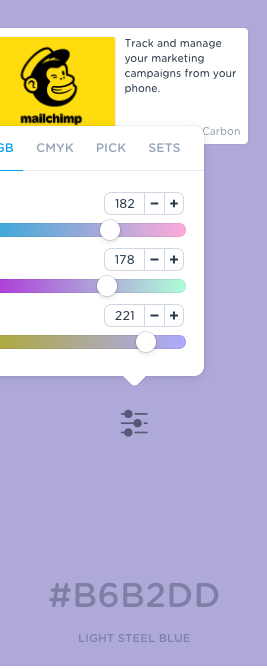 Track and manage
your marketing
campaigns from your
phone.
mailchimp
Carbon
GB CMYK PICK SETS
182 − +
178 − +
221 − +
#B6B2DD
LIGHT STEEL BLUE